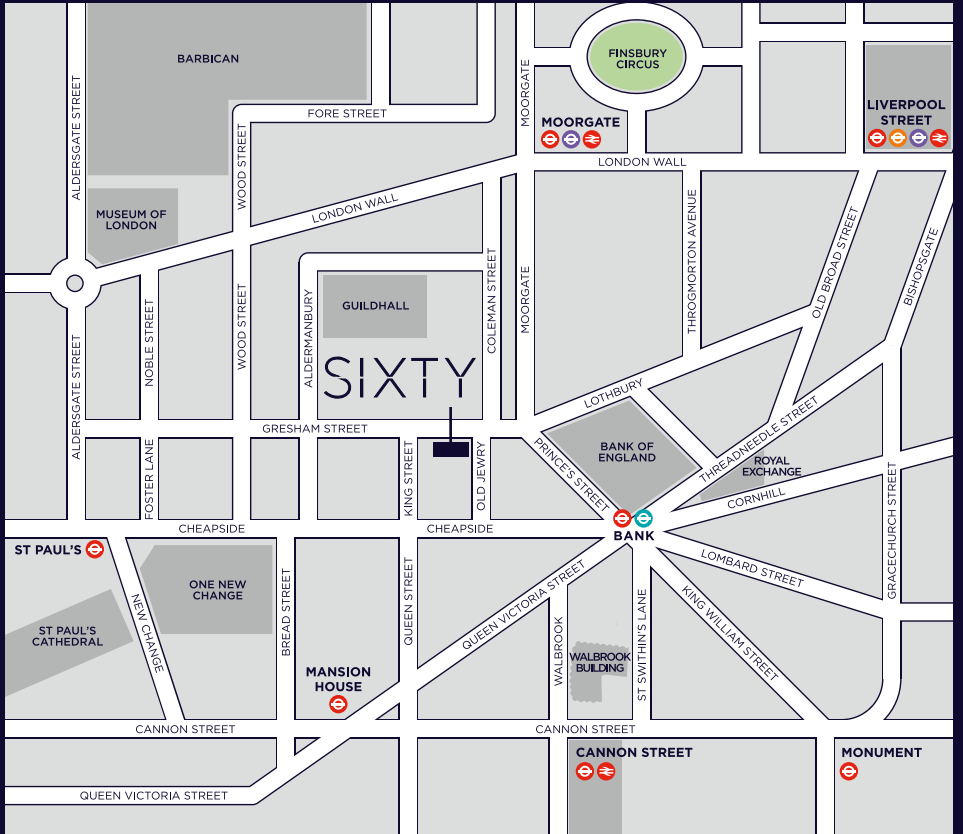 BARBICAN
FINSBURY
CIRCUS
MOORGATE
ALDERSGATE STREET
LIVERPOOL
STREET
FORE STREET
MOORGATE
WOOD STREET
LONDON WALL
MUSEUM OF
LONDON
LONDON WALL
THROGMORTON AVENUE
OLD BROAD STREET
BISHOPSGATE
GUILDHALL
COLEMAN STREET
MOORGATE
NOBLE STREET
WOOD STREET
ALDERMANBURY
ALDERSGATE STREET
SIXTY
LOTHBURY
GRESHAM STREET
BANK OF
ENGLAND
THREADNEEDLE STREET
PRINCE'S STREET
ROYAL
EXCHANGE
FOSTER LANE
KING STREET
OLD JEWRY
CORNHILL
GRACECHURCH STREET
CHEAPSIDE
CHEAPSIDE
BANK
ST PAUL'S
LOMBARD STREET
ONE NEW
CHANGE
NEW CHANGE
BREAD STREET
QUEEN STREET
QUEEN VICTORIA STREET
ST PAUL'S
CATHEDRAL
WALBROOK
WALBROOK
BUILDING
ST SWITHIN'S LANE
KING WILLIAM STREET
MANSION
HOUSE
CANNON STREET
CANNON STREET
CANNON STREET
MONUMENT
QUEEN VICTORIA STREET